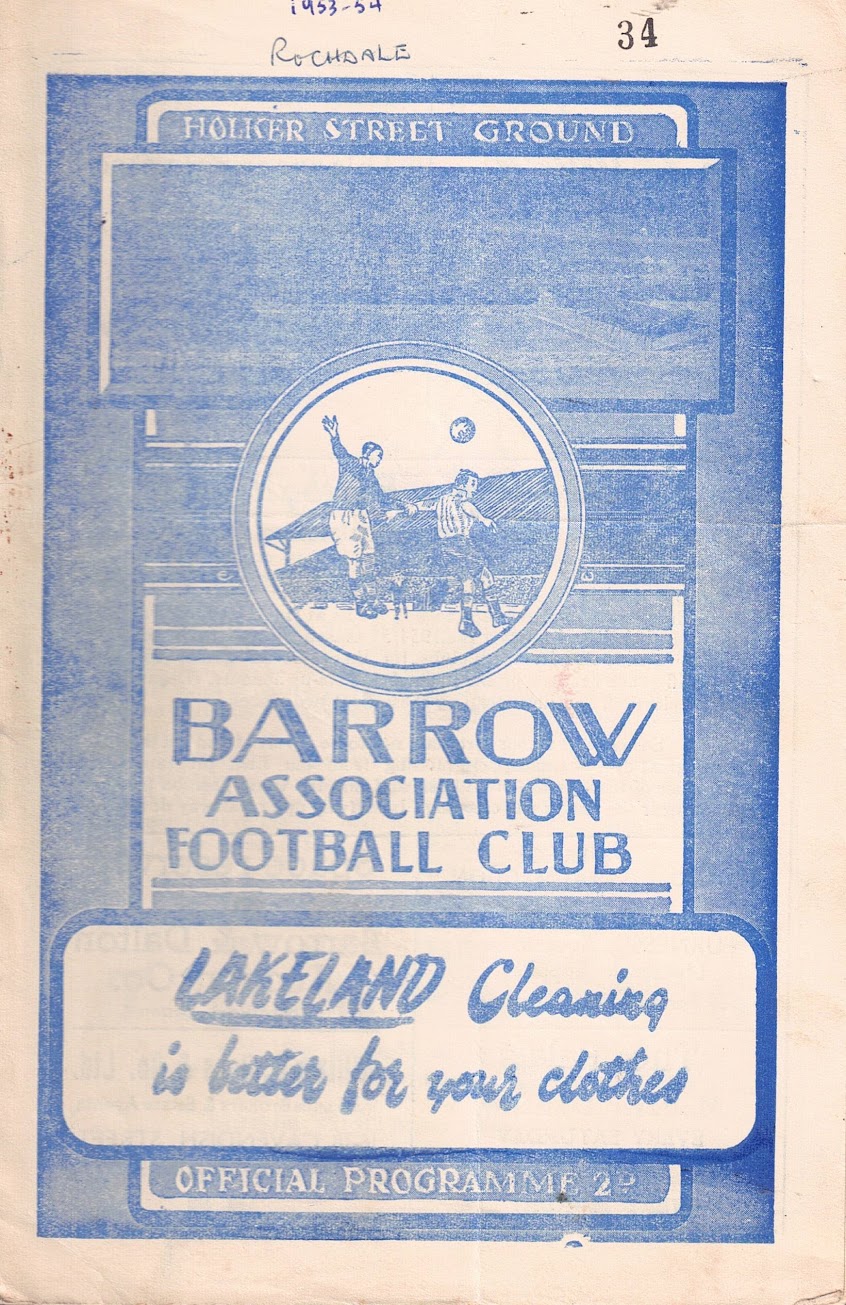 1953-54
ROCHDALE
34
HOLKER STREET GROUND
BARROW
ASSOCIATION
FOOTBALL CLUB
LAKELAND Cleaning
is better for your clothes
OFFICIAL PROGRAMME 2D